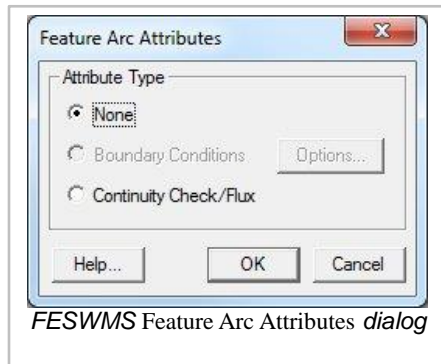 Feature Arc Attributes
Attribute Type
None
Boundary Conditions Options...
Continuity Check/Flux
Help... OK Cancel
FESWMS Feature Arc Attributes dialog